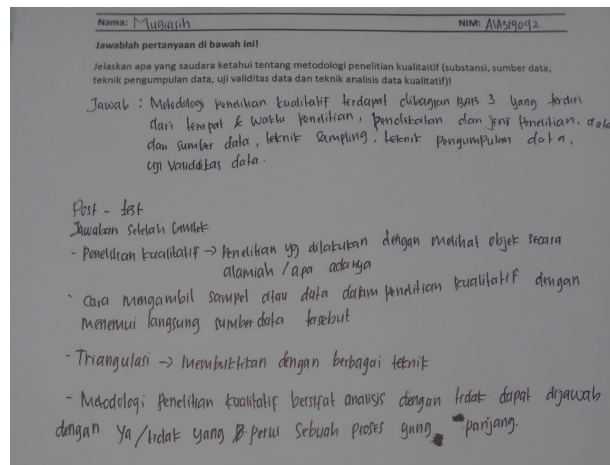 Nama: Mugiasih NIM: A1A519092
Jawablah pertanyaan di bawah ini!
Jelaskan apa yang saudara ketahui tentang metodologi penelitian kualitaitif (substansi, sumber data,
teknik pengumpulan data, uji validitas data dan teknik analisis data kualitatif)!
Jawab : Metodologi Penelitian kualitatif terdapat dibagian BAB 3 yang terdiri
dari tempat & waktu Penelitian, Pendekatan dan jenis Penelitian, data
dan sumber data, teknik sampling, teknik pengumpulan data,
uji validitas data.
Post - test
Jawaban setelah
- Penelitian kualitatif → Penelitian yg dilakukan dengan melihat objek secara
alamiah / apa adanya
- Cara mengambil sampel atau data dalam penelitian kualitatif dengan
menemui langsung sumber data tersebut
- Triangulasi → Membuktikan dengan berbagai teknik
- Metodologi Penelitian kualitatif bersifat analisis dengan tidak dapat dijawab
dengan Ya / tidak yang perlu sebuah proses yang panjang.